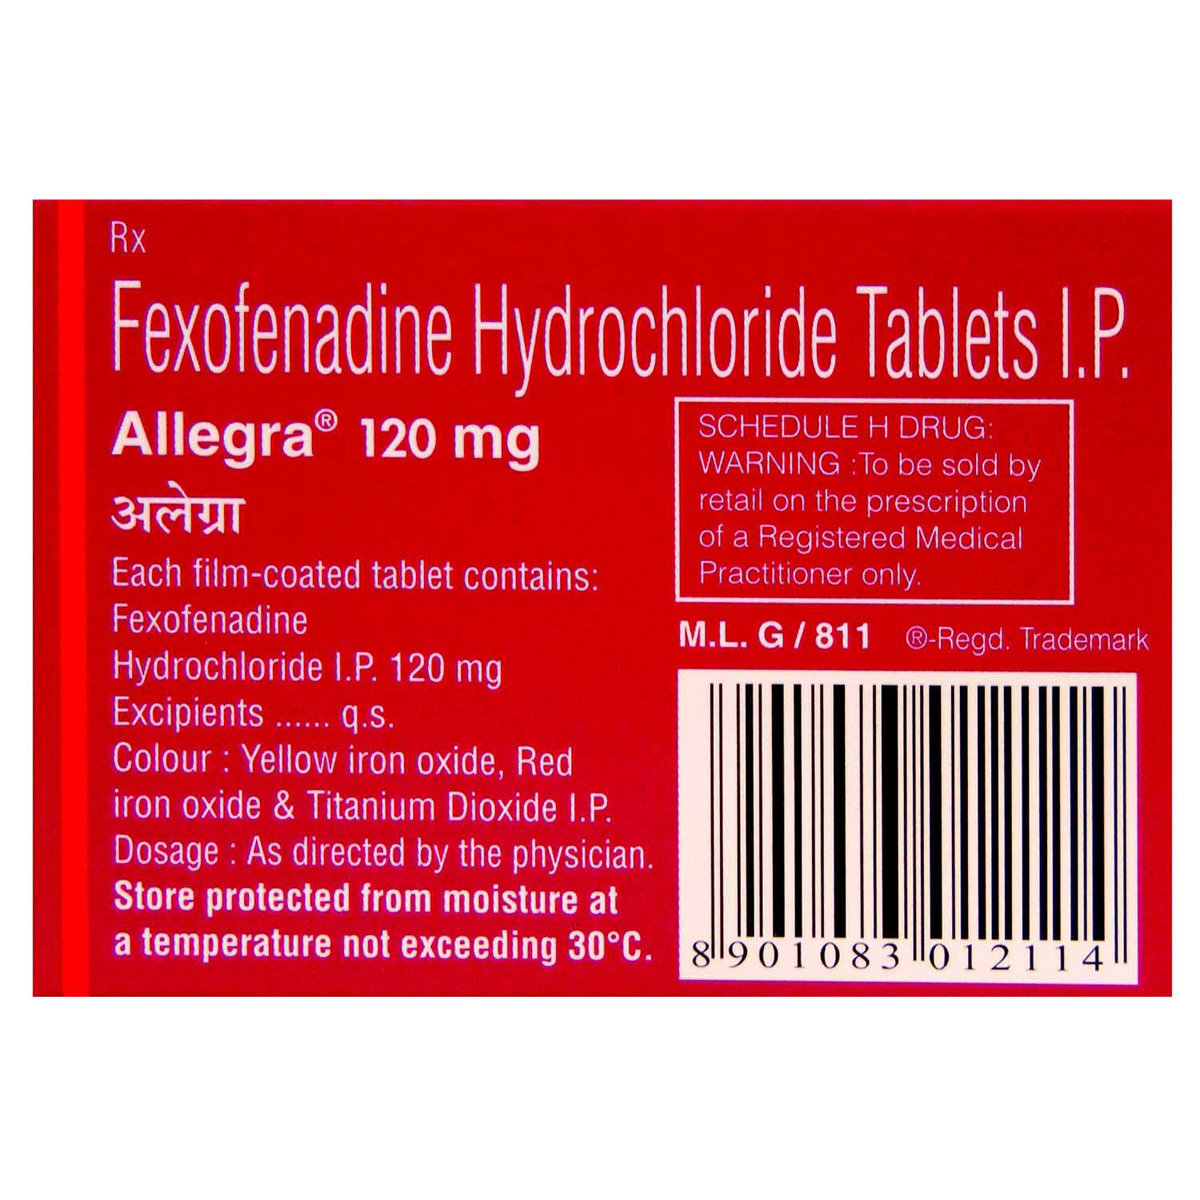 Rx
Fexofenadine Hydrochloride Tablets I.P.
Allegra® 120 mg
अलेग्रा
Each film-coated tablet contains:
Fexofenadine
Hydrochloride I.P. 120 mg
Excipients ...... q.s.
Colour : Yellow iron oxide, Red
iron oxide & Titanium Dioxide I.P.
Dosage : As directed by the physician.
Store protected from moisture at
a temperature not exceeding 30°C.
SCHEDULE H DRUG:
WARNING :To be sold by
retail on the prescription
of a Registered Medical
Practitioner only.
M.L. G / 811 ®-Regd. Trademark
8 901083 012114